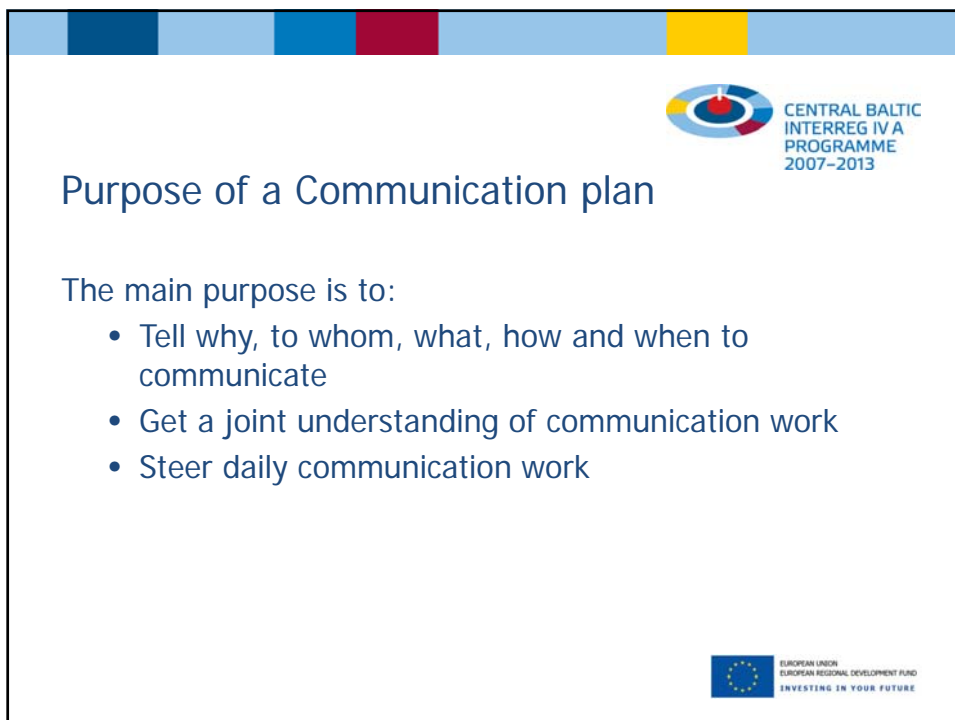 CENTRAL BALTIC
INTERREG IV A
PROGRAMME
2007–2013
Purpose of a Communication plan
The main purpose is to:
• Tell why, to whom, what, how and when to
communicate
• Get a joint understanding of communication work
• Steer daily communication work
EUROPEAN UNION
EUROPEAN REGIONAL DEVELOPMENT FUND
INVESTING IN YOUR FUTURE